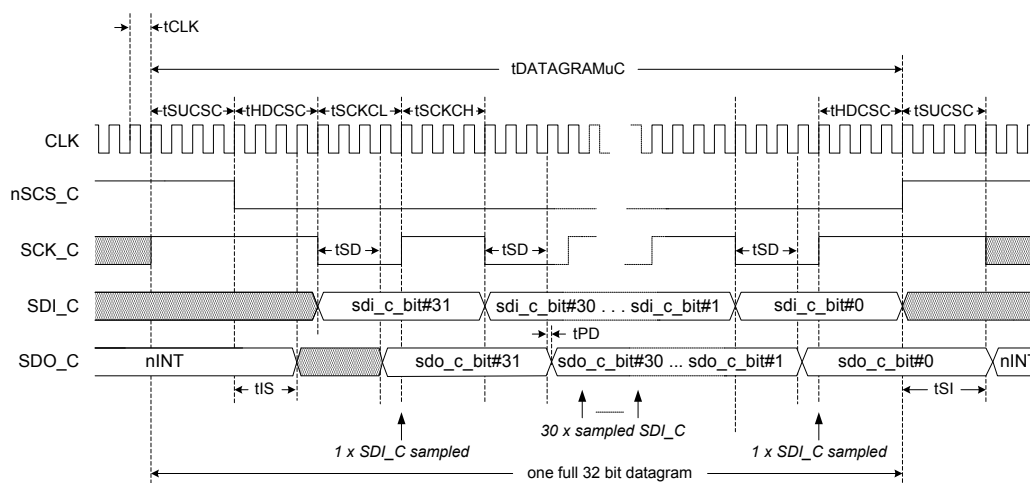 tCLK
tDATAGRAMuC
tSUCSC tHDCSC tSCKCL tSCKCH tHDCSC tSUCSC
CLK
nSCS_C
SCK_C
tSD tSD tSD
SDI_C
sdi_c_bit#31 sdi_c_bit#30 . . . sdi_c_bit#1 sdi_c_bit#0
tPD
SDO_C
nINT sdo_c_bit#31 sdo_c_bit#30 ... sdo_c_bit#1 sdo_c_bit#0 nINT
tIS tSI
1 x SDI_C sampled 30 x sampled SDI_C 1 x SDI_C sampled
one full 32 bit datagram